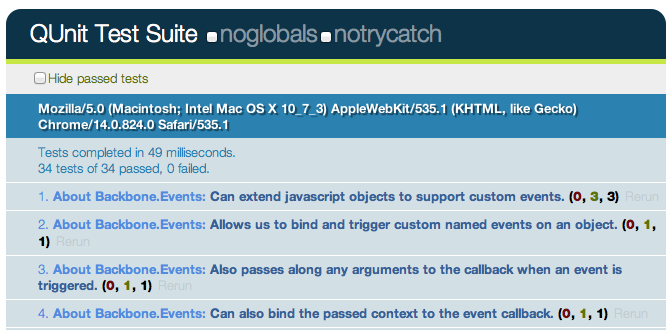 QUnit Test Suite noglobals notrycatch
Hide passed tests
Mozilla/5.0 (Macintosh; Intel Mac OS X 10_7_3) AppleWebKit/535.1 (KHTML, like Gecko)
Chrome/14.0.824.0 Safari/535.1
Tests completed in 49 milliseconds.
34 tests of 34 passed, 0 failed.
1. About Backbone.Events: Can extend javascript objects to support custom events. (0, 3, 3) Rerun
2. About Backbone.Events: Allows us to bind and trigger custom named events on an object. (0, 1,
1) Rerun
3. About Backbone.Events: Also passes along any arguments to the callback when an event is
triggered. (0, 1, 1) Rerun
4. About Backbone.Events: Can also bind the passed context to the event callback. (0, 1, 1) Rerun